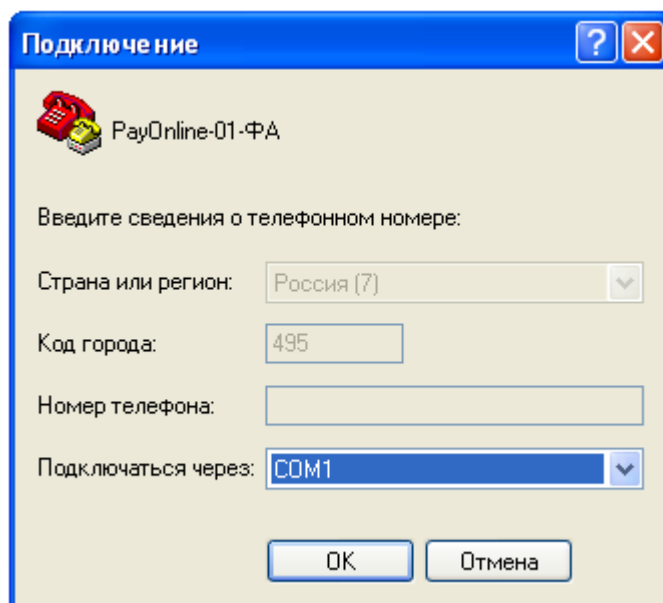 Подключение
PayOnline-01-ФА
Введите сведения о телефонном номере:
Страна или регион: Россия (7)
Код города: 495
Номер телефона:
Подключаться через: COM1
OK Отмена